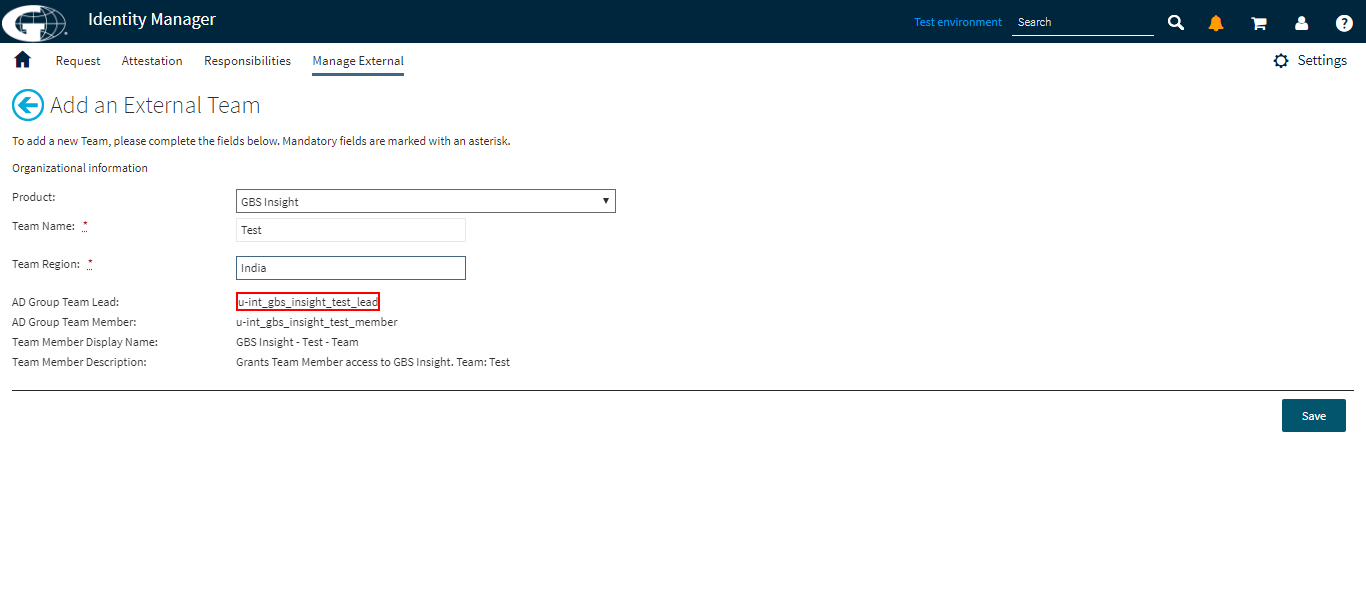 Identity Manager
Test environment
Search
Request
Attestation
Responsibilities
Manage External
Settings
Add an External Team
To add a new Team, please complete the fields below. Mandatory fields are marked with an asterisk.
Organizational information
Product:
GBS Insight
Team Name: *
Test
Team Region: *
India
AD Group Team Lead:
u-int_gbs_insight_test_lead
AD Group Team Member:
u-int_gbs_insight_test_member
Team Member Display Name:
GBS Insight - Test - Team
Team Member Description:
Grants Team Member access to GBS Insight. Team: Test
Save